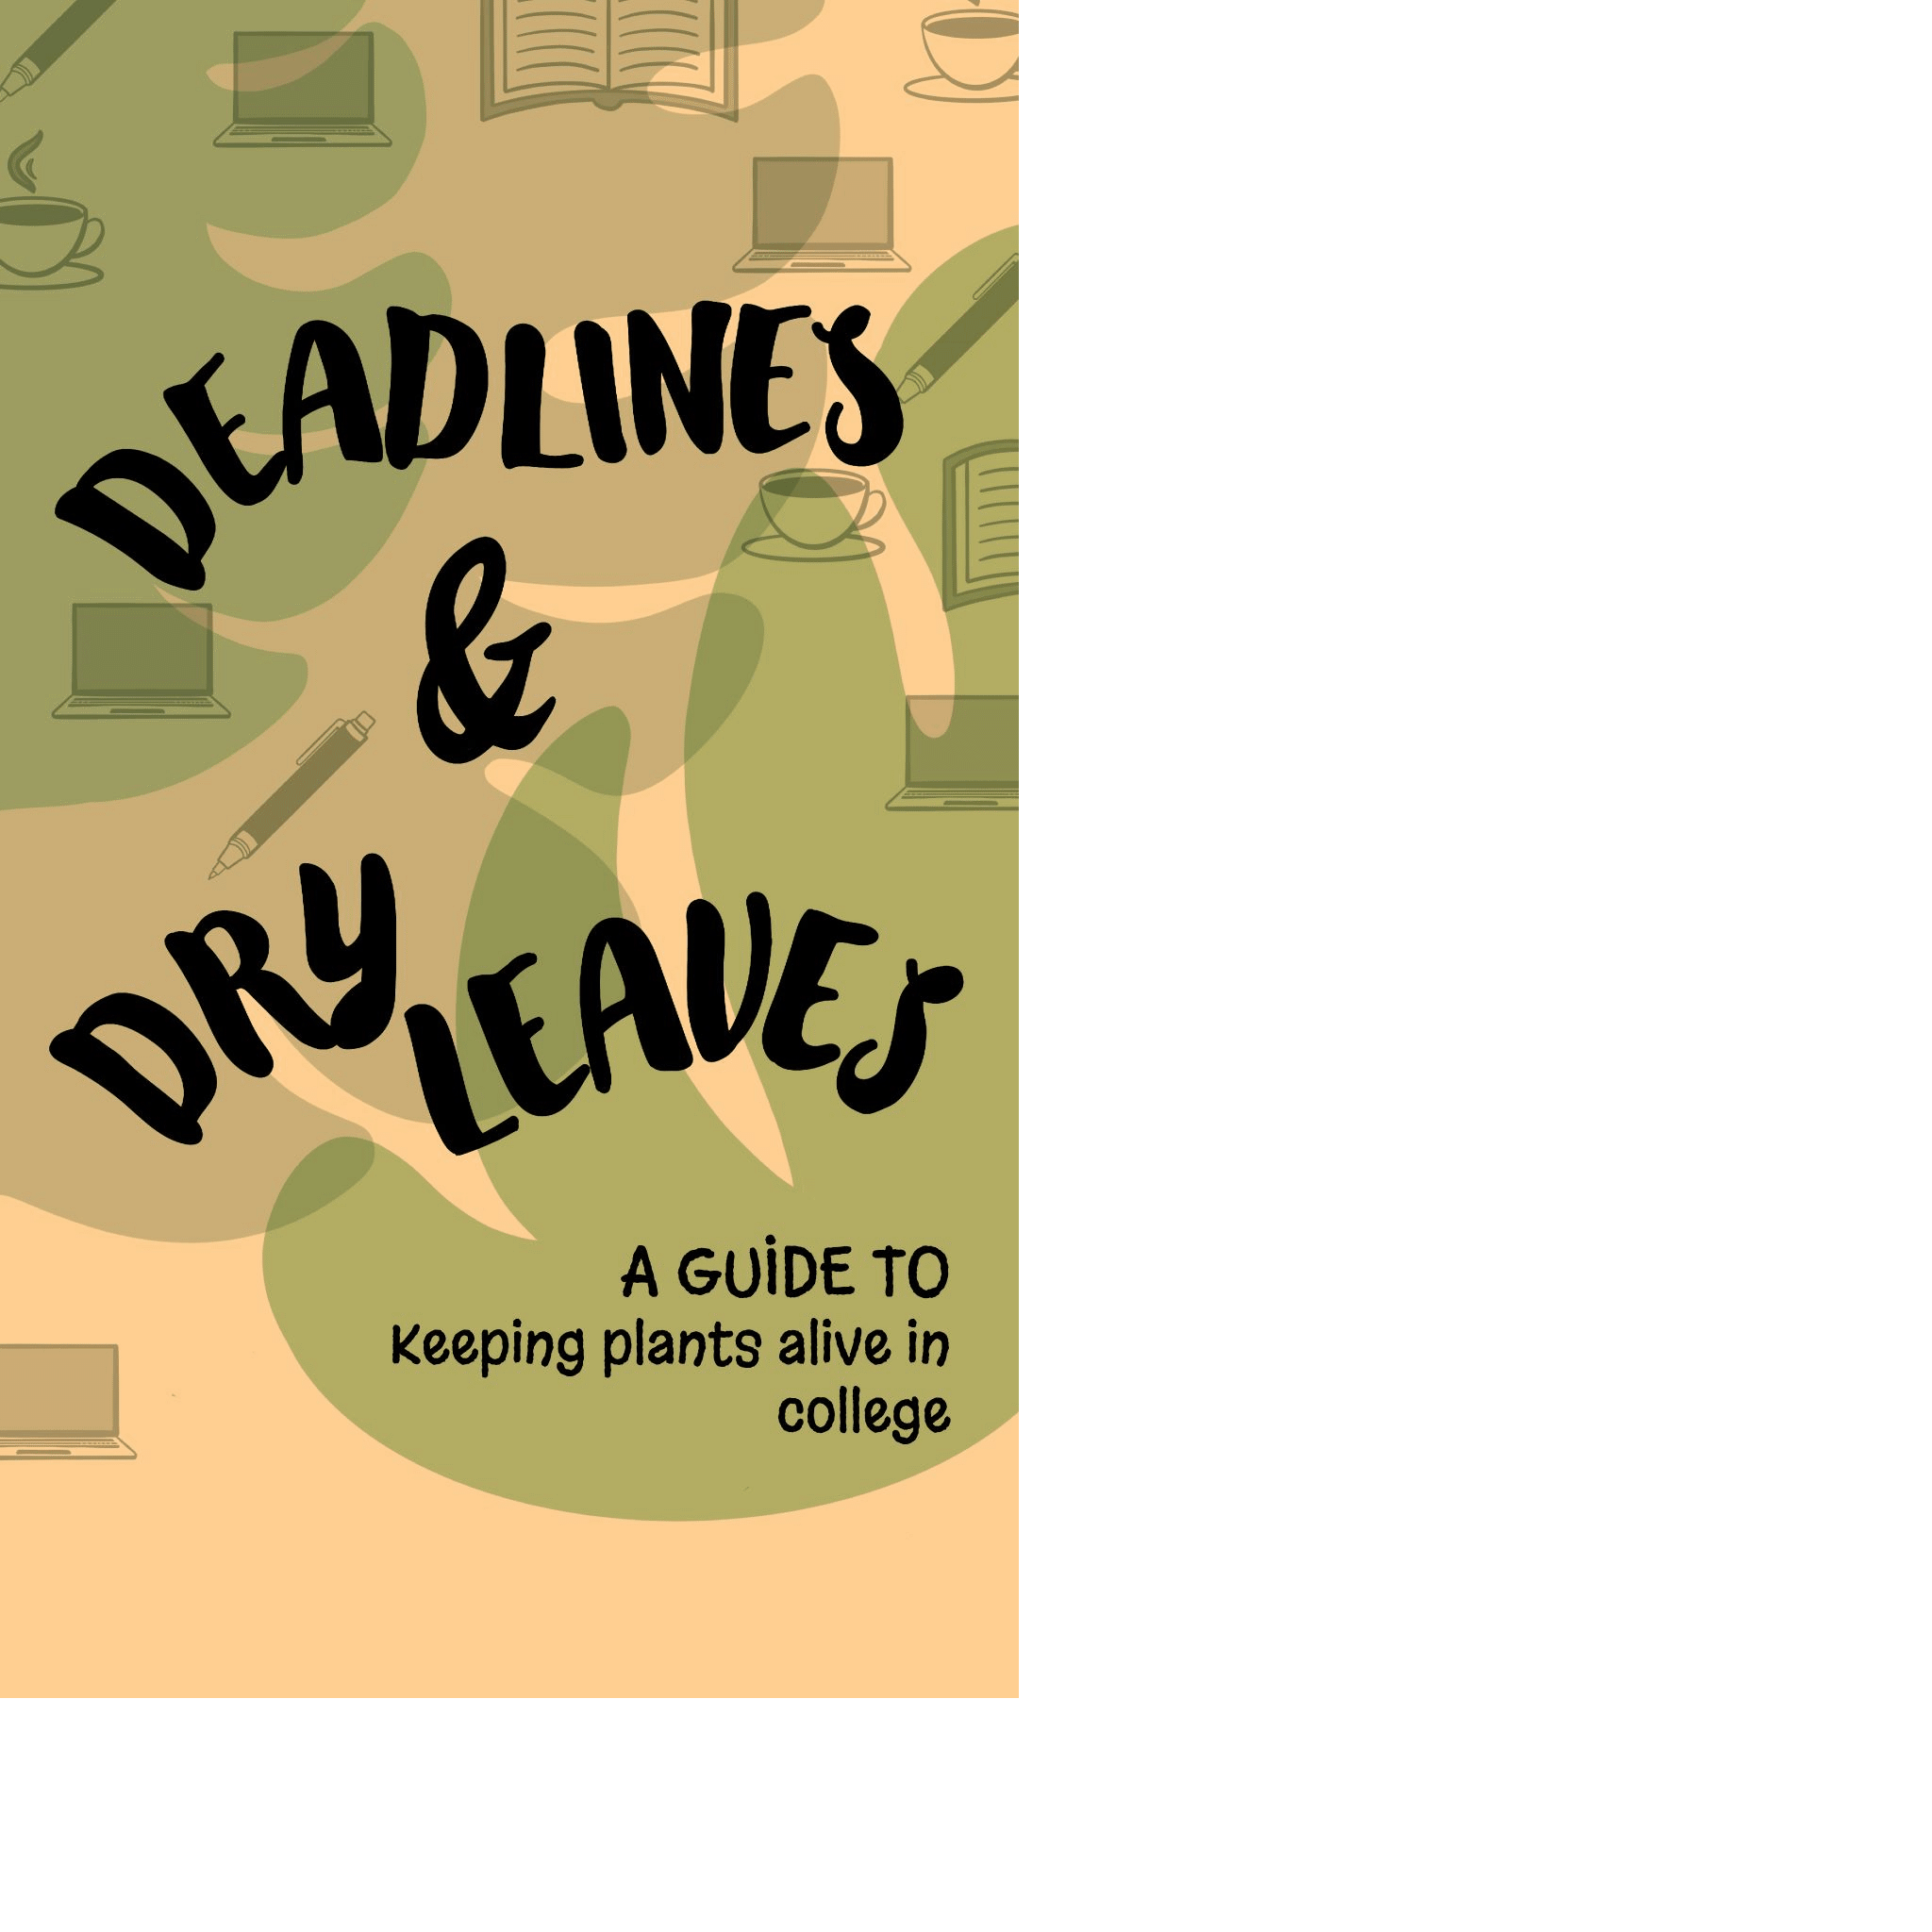 DEADLINES
&
DRY LEAVES
A GUIDE TO
Keeping plants alive in
college